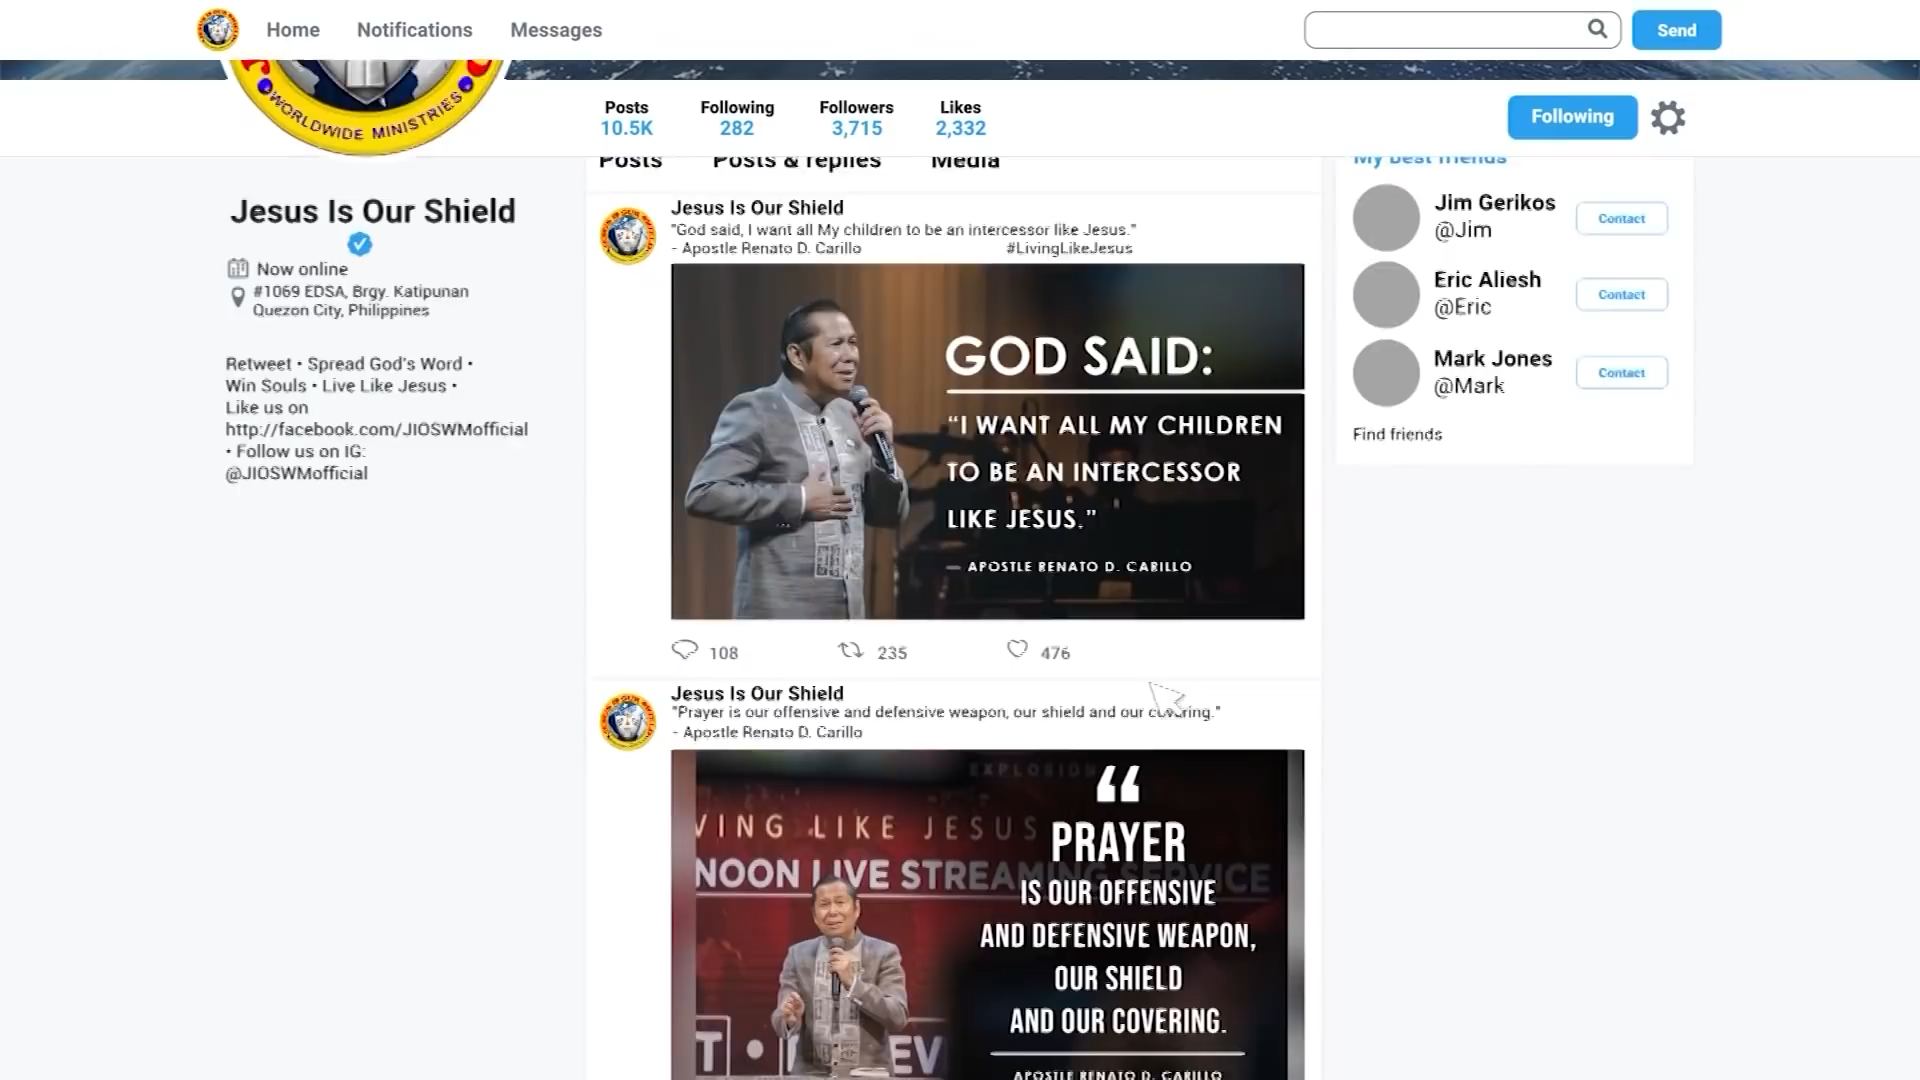 Home Notifications Messages
Send
WORLDWIDE MINISTRIES
Posts Following Followers Likes
10.5K 282 3,715 2,332
Following
Posts Posts & replies Media
My best friends
Jesus Is Our Shield
Now online
#1069 EDSA, Brgy. Katipunan
Quezon City, Philippines
Retweet • Spread God's Word •
Win Souls • Live Like Jesus •
Like us on
http://facebook.com/JIOSWMofficial
• Follow us on IG:
@JIOSWMofficial
Jesus Is Our Shield
"God said, I want all My children to be an intercessor like Jesus."
- Apostle Renato D. Carillo #LivingLikeJesus
GOD SAID:
“I WANT ALL MY CHILDREN
TO BE AN INTERCESSOR
LIKE JESUS.”
— APOSTLE RENATO D. CARILLO
108 235 476
Jesus Is Our Shield
"Prayer is our offensive and defensive weapon, our shield and our covering."
- Apostle Renato D. Carillo
EXPLOSION
VING LIKE JESUS
NOON LIVE STREAMING SERVICE
“
PRAYER
IS OUR OFFENSIVE
AND DEFENSIVE WEAPON,
OUR SHIELD
AND OUR COVERING.
APOSTLE RENATO D. CARILLO
Jim Gerikos
@Jim
Contact
Eric Aliesh
@Eric
Contact
Mark Jones
@Mark
Contact
Find friends